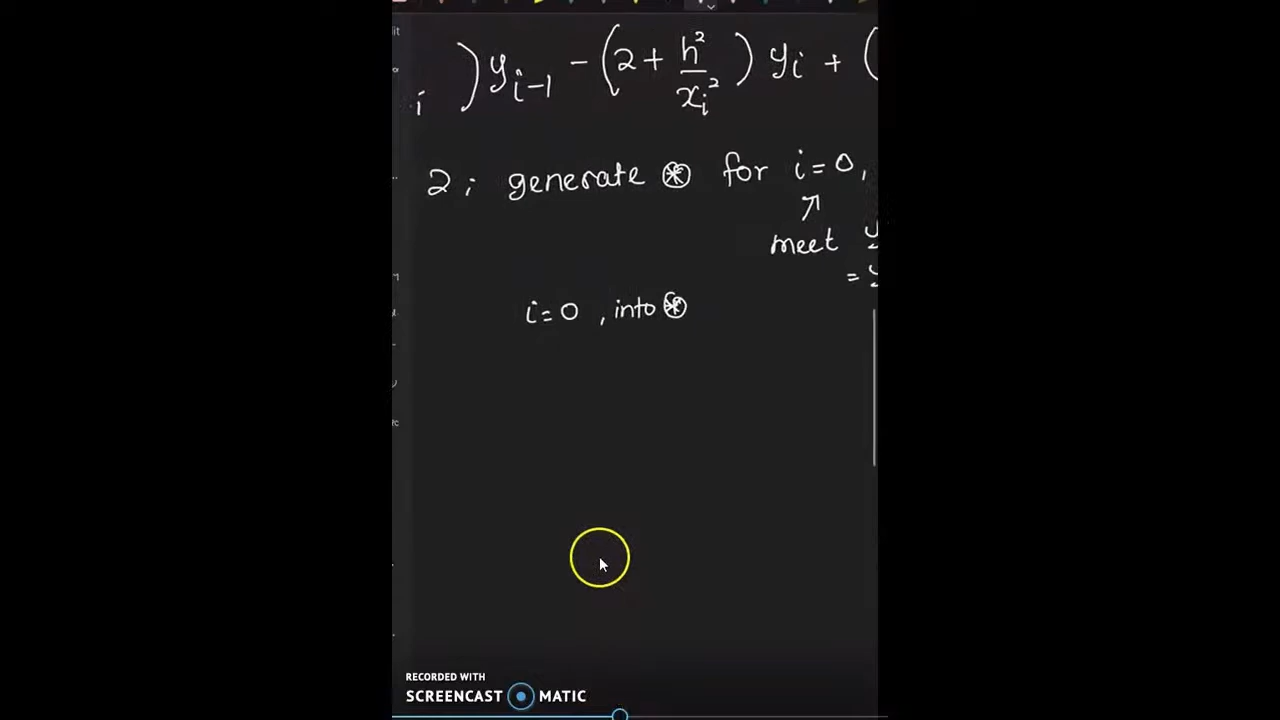 i ) y_{i-1} - ( 2 + h² / x_i² ) y_i + (
2 ; generate ⊛ for i = 0,
↗
meet y
= y
i = 0 , into ⊛
RECORDED WITH
SCREENCAST MATIC